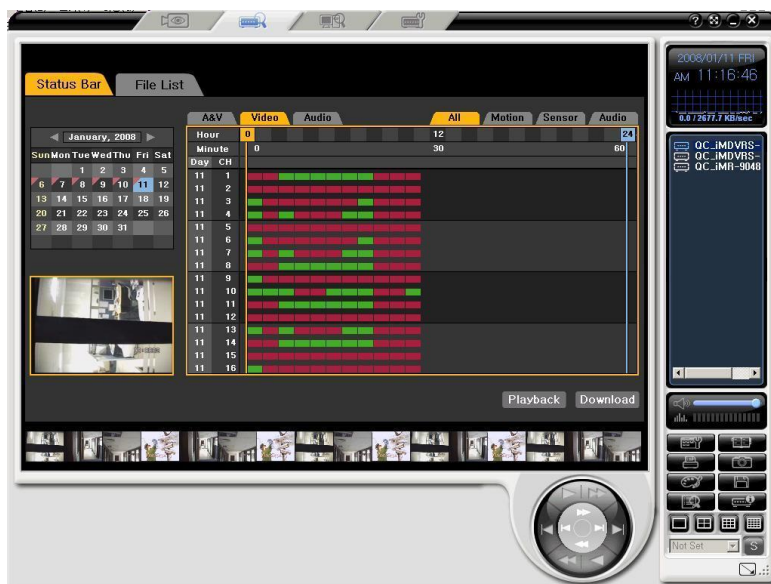 2008/01/11 FRI
AM 11:16:46
0.0 / 2677.7 KB/sec
Status Bar
File List
A&V
Video
Audio
All
Motion
Sensor
Audio
January, 2008
Sun Mon Tue Wed Thu Fri Sat
1 2 3 4 5
6 7 8 9 10 11 12
13 14 15 16 17 18 19
20 21 22 23 24 25 26
27 28 29 30 31
Hour 0 12 24
Minute 0 30 60
Day CH
11 1
11 2
11 3
11 4
11 5
11 6
11 7
11 8
11 9
11 10
11 11
11 12
11 13
11 14
11 15
11 16
QC_iMDVRS-
QC_iMDVRS-
QC_iMR-9048
Playback
Download
Not Set
S